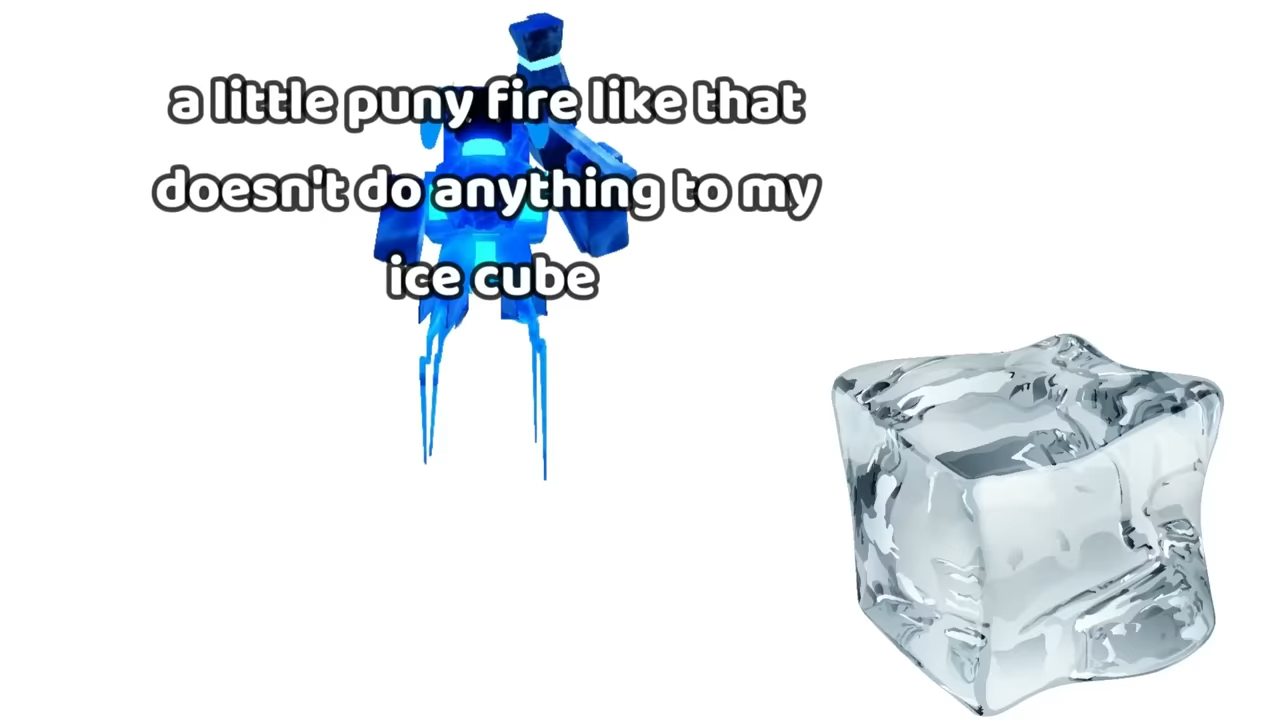 a little puny fire like that
doesn't do anything to my
ice cube